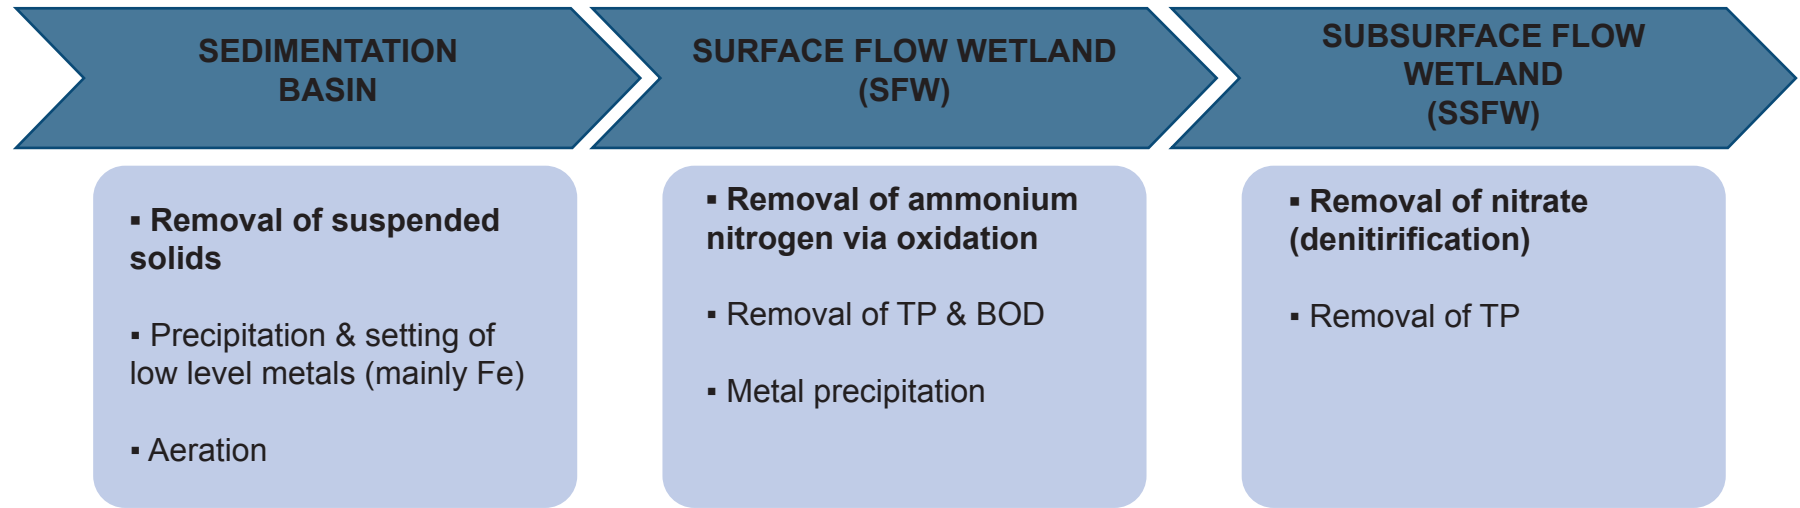 SEDIMENTATION
BASIN
SURFACE FLOW WETLAND
(SFW)
SUBSURFACE FLOW
WETLAND
(SSFW)
▪ Removal of suspended
solids
▪ Precipitation & setting of
low level metals (mainly Fe)
▪ Aeration
▪ Removal of ammonium
nitrogen via oxidation
▪ Removal of TP & BOD
▪ Metal precipitation
▪ Removal of nitrate
(denitirification)
▪ Removal of TP